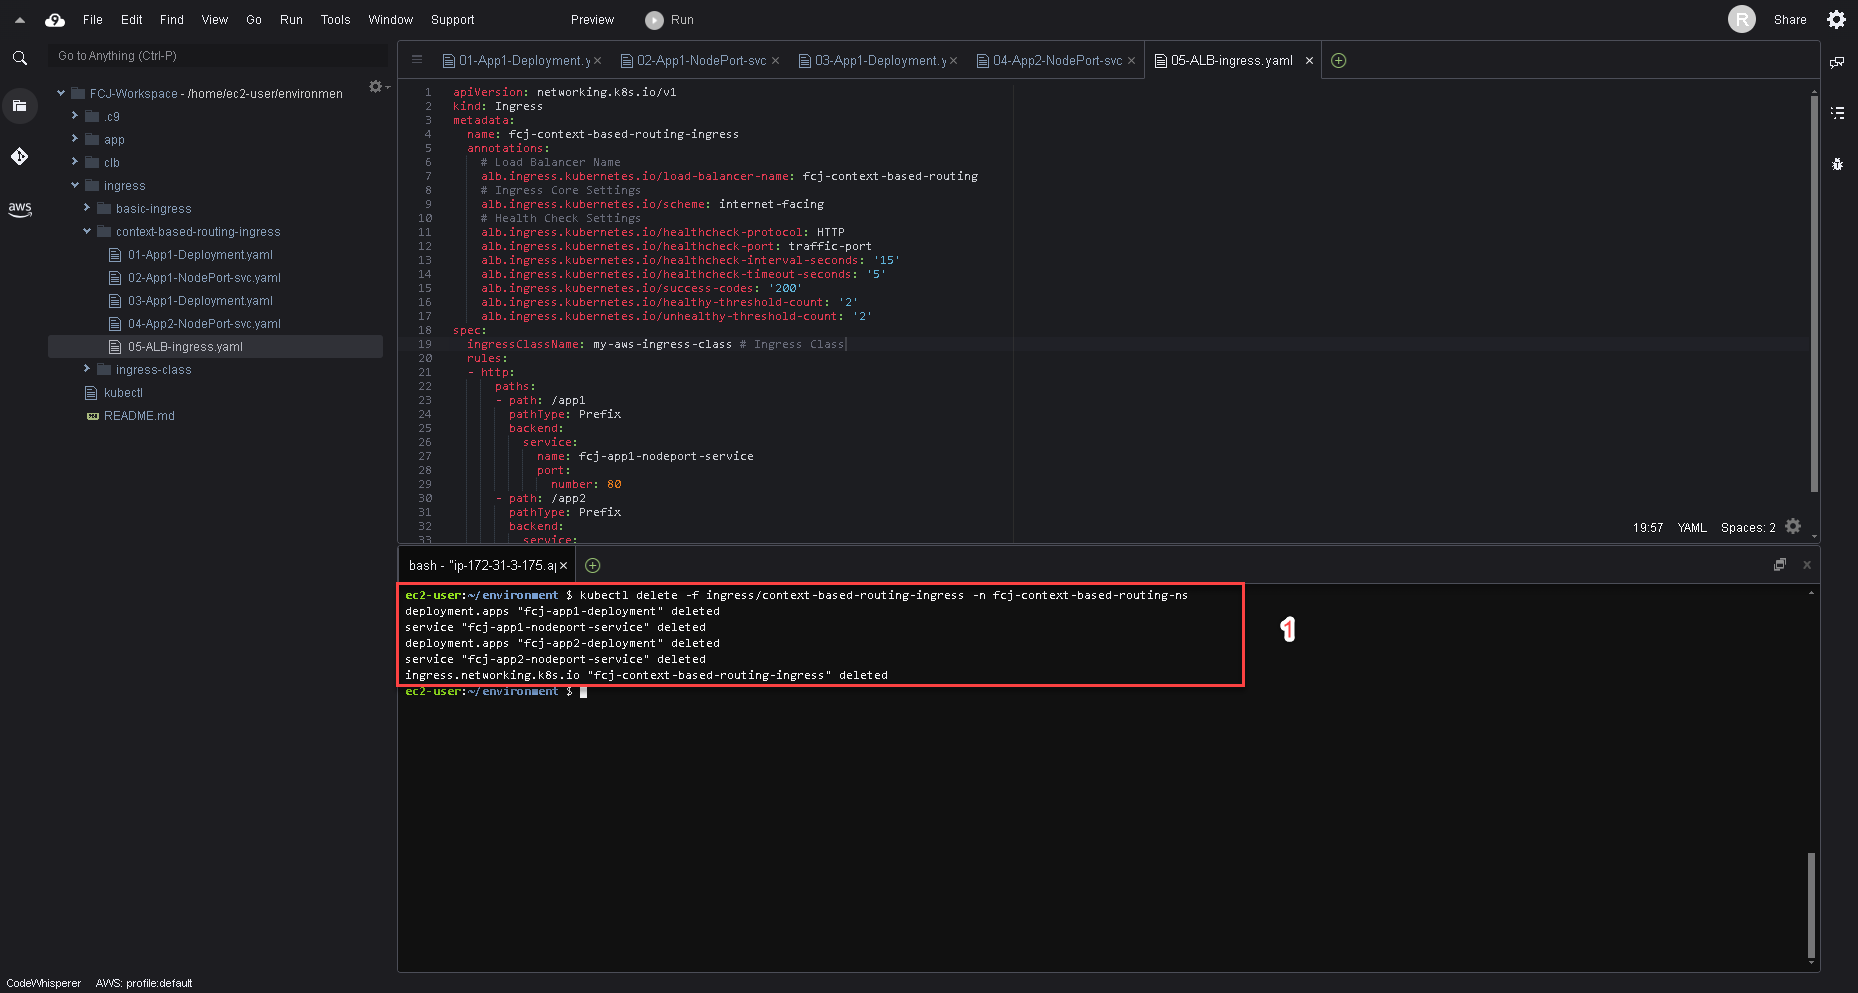 File Edit Find View Go Run Tools Window Support Preview Run R Share
Go to Anything (Ctrl-P)
aws
FCJ-Workspace - /home/ec2-user/environmen
.c9
app
clb
ingress
basic-ingress
context-based-routing-ingress
01-App1-Deployment.yaml
02-App1-NodePort-svc.yaml
03-App1-Deployment.yaml
04-App2-NodePort-svc.yaml
05-ALB-ingress.yaml
ingress-class
kubectl
README.md
01-App1-Deployment.y 02-App1-NodePort-svc 03-App1-Deployment.y 04-App2-NodePort-svc 05-ALB-ingress.yaml
1 apiVersion: networking.k8s.io/v1
2 kind: Ingress
3 metadata:
4 name: fcj-context-based-routing-ingress
5 annotations:
6 # Load Balancer Name
7 alb.ingress.kubernetes.io/load-balancer-name: fcj-context-based-routing
8 # Ingress Core Settings
9 alb.ingress.kubernetes.io/scheme: internet-facing
10 # Health Check Settings
11 alb.ingress.kubernetes.io/healthcheck-protocol: HTTP
12 alb.ingress.kubernetes.io/healthcheck-port: traffic-port
13 alb.ingress.kubernetes.io/healthcheck-interval-seconds: '15'
14 alb.ingress.kubernetes.io/healthcheck-timeout-seconds: '5'
15 alb.ingress.kubernetes.io/success-codes: '200'
16 alb.ingress.kubernetes.io/healthy-threshold-count: '2'
17 alb.ingress.kubernetes.io/unhealthy-threshold-count: '2'
18 spec:
19 ingressClassName: my-aws-ingress-class # Ingress Class
20 rules:
21 - http:
22 paths:
23 - path: /app1
24 pathType: Prefix
25 backend:
26 service:
27 name: fcj-app1-nodeport-service
28 port:
29 number: 80
30 - path: /app2
31 pathType: Prefix
32 backend:
33 service:
19:57 YAML Spaces: 2
bash - "ip-172-31-3-175.a
ec2-user:~/environment $ kubectl delete -f ingress/context-based-routing-ingress -n fcj-context-based-routing-ns
deployment.apps "fcj-app1-deployment" deleted
service "fcj-app1-nodeport-service" deleted
deployment.apps "fcj-app2-deployment" deleted
service "fcj-app2-nodeport-service" deleted
ingress.networking.k8s.io "fcj-context-based-routing-ingress" deleted
ec2-user:~/environment $
1
CodeWhisperer AWS: profile:default